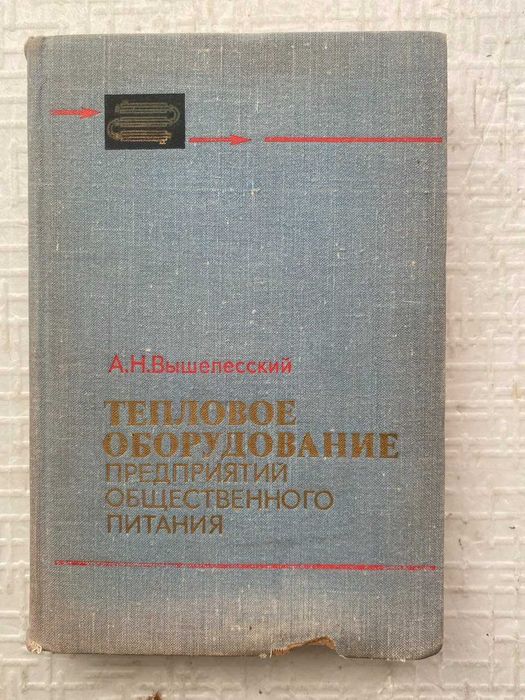 А.Н.Вышелесский
ТЕПЛОВОЕ
ОБОРУДОВАНИЕ
ПРЕДПРИЯТИЙ
ОБЩЕСТВЕННОГО
ПИТАНИЯ